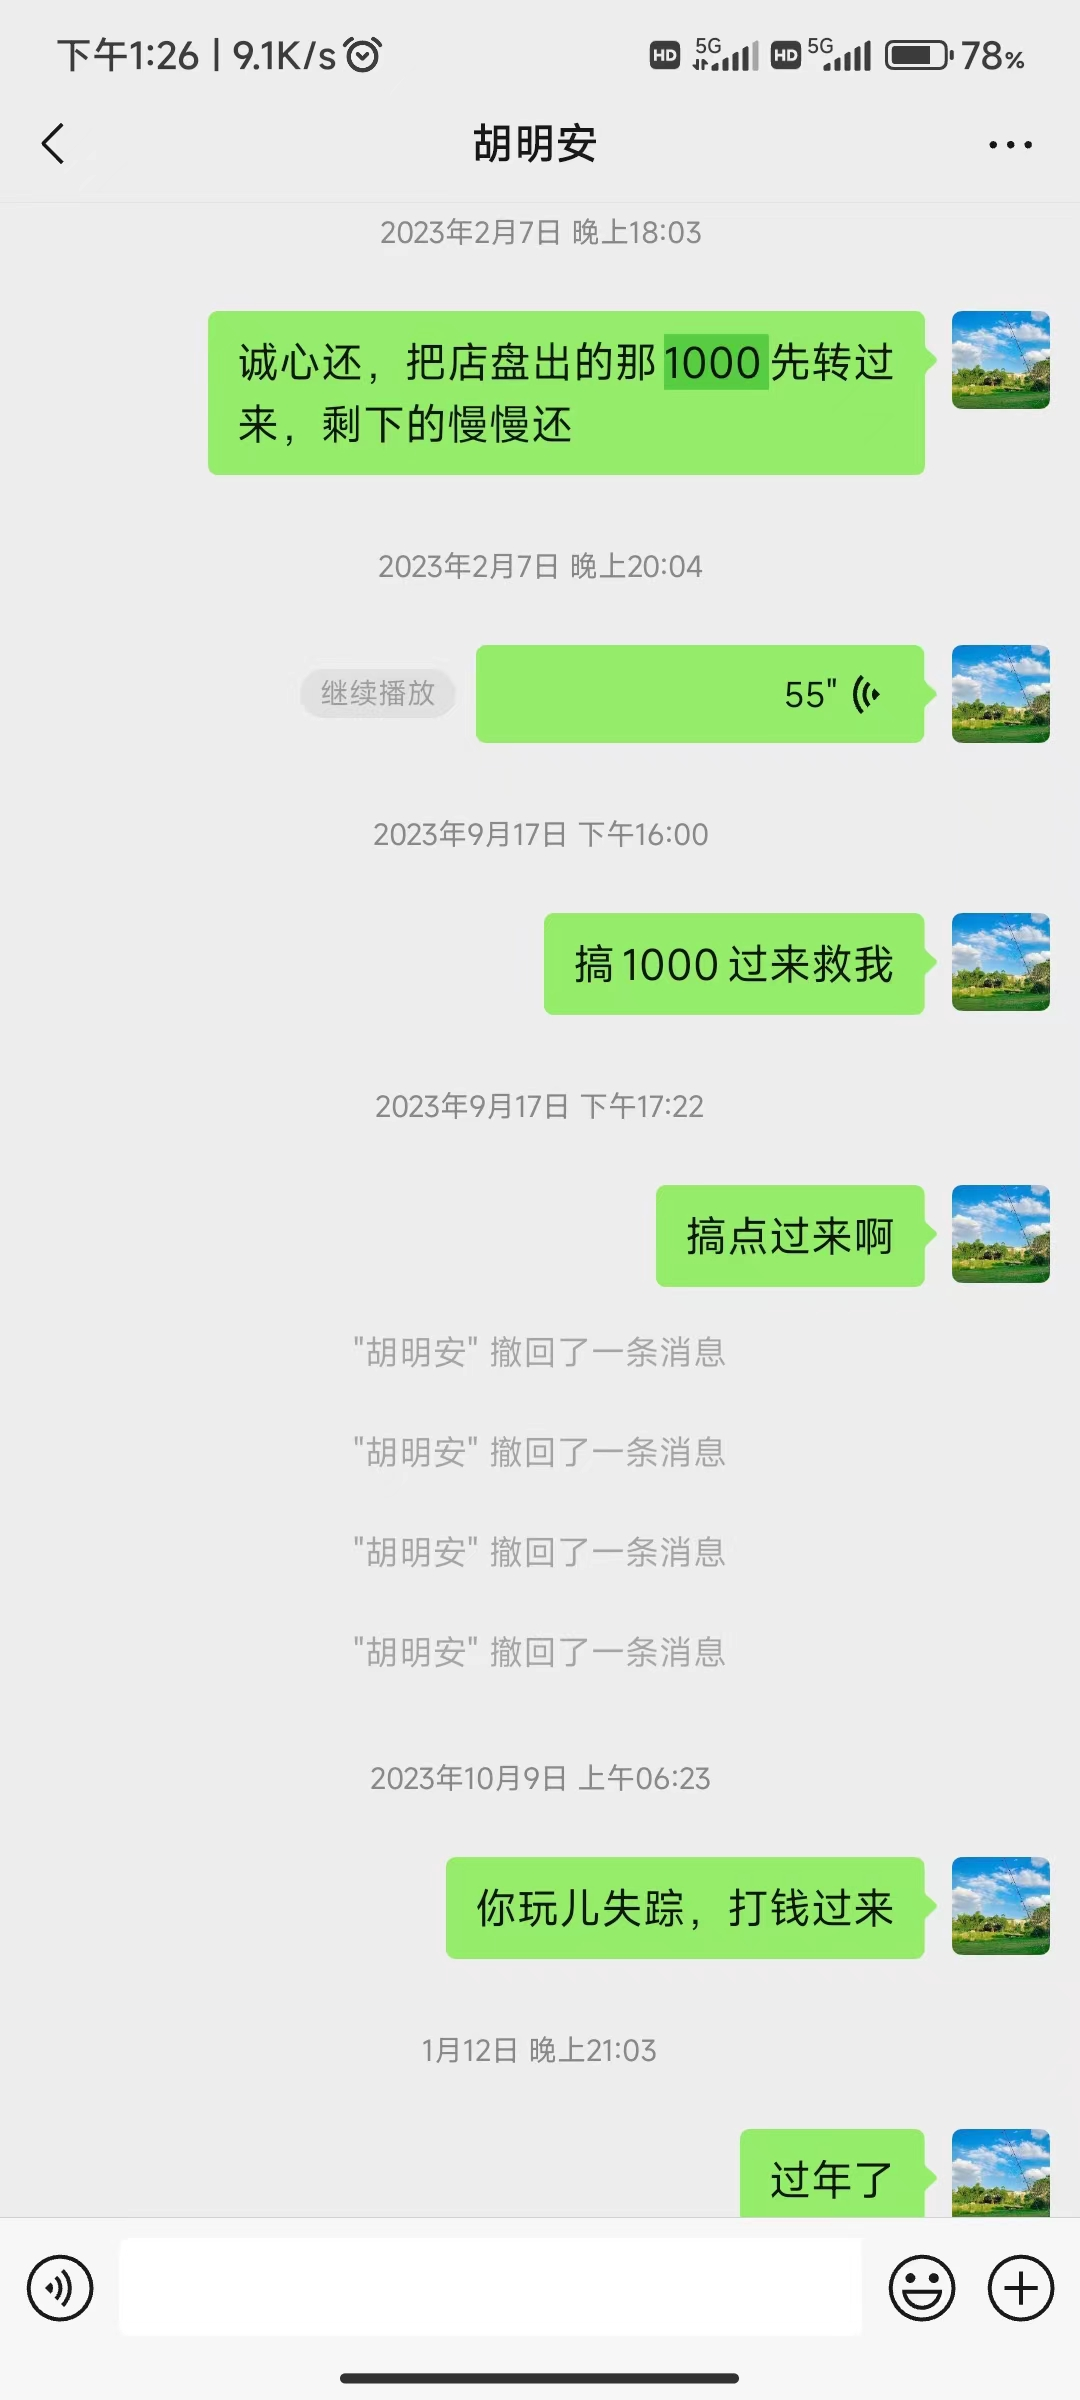 下午1:26 | 9.1K/s HD 5G HD 5G 78%
胡明安
2023年2月7日 晚上18:03
诚心还，把店盘出的那1000先转过
来，剩下的慢慢还
2023年2月7日 晚上20:04
继续播放 55"
2023年9月17日 下午16:00
搞1000过来救我
2023年9月17日 下午17:22
搞点过来啊
"胡明安" 撤回了一条消息
"胡明安" 撤回了一条消息
"胡明安" 撤回了一条消息
"胡明安" 撤回了一条消息
2023年10月9日 上午06:23
你玩儿失踪，打钱过来
1月12日 晚上21:03
过年了